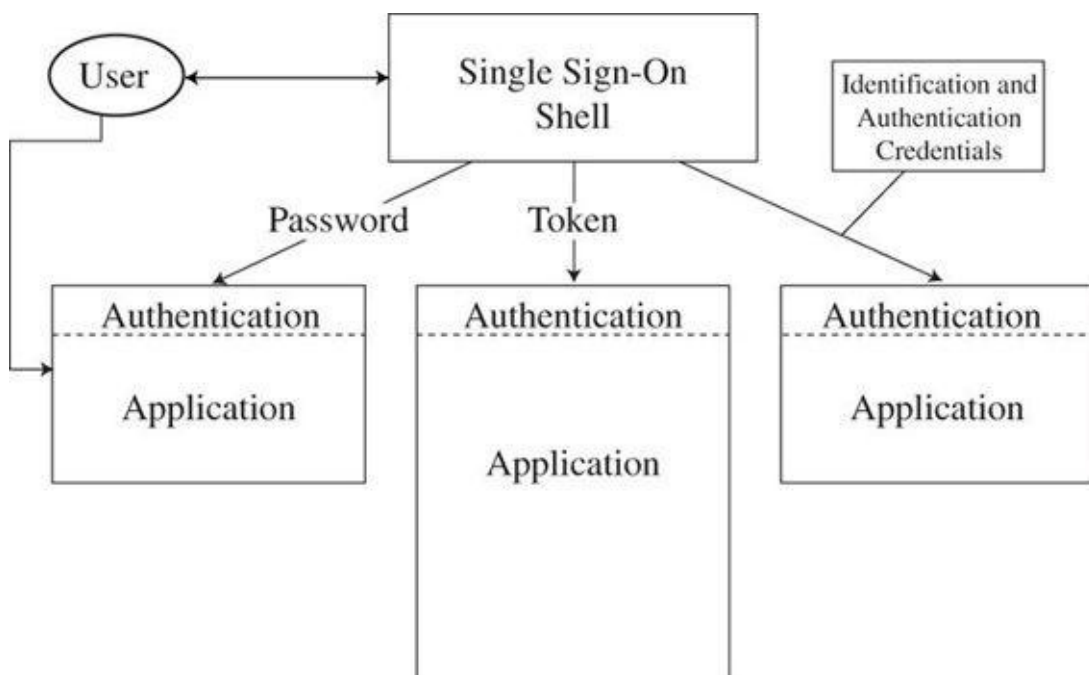 User
Single Sign-On
Shell
Identification and
Authentication
Credentials
Password
Token
Authentication
Authentication
Authentication
Application
Application
Application